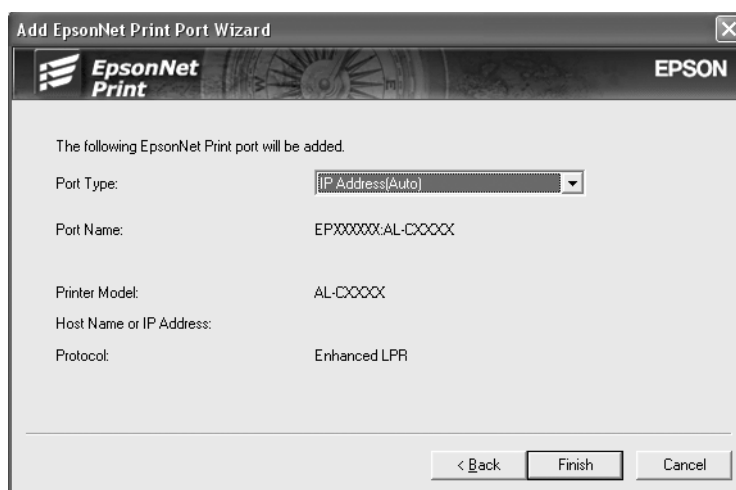 Add EpsonNet Print Port Wizard
EpsonNet
Print
EPSON
The following EpsonNet Print port will be added.
Port Type: IP Address(Auto)
Port Name: EPXXXXXX:AL-CXXXX
Printer Model: AL-CXXXX
Host Name or IP Address:
Protocol: Enhanced LPR
< Back Finish Cancel